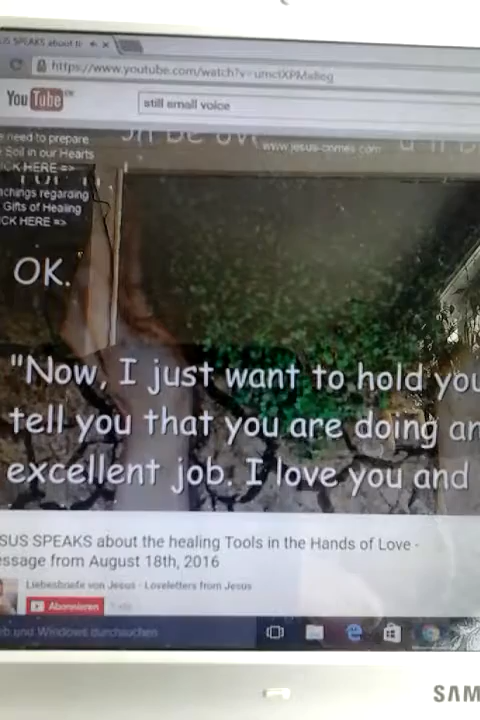 SUS SPEAKS about
https://www.youtube.com/watch?v=
YouTube
still small voice
need to prepare
Soil in our Hearts
CK HERE =>
www.jesus-comes.com
achings regarding
Gifts of Healing
CK HERE =>
OK.
"Now, I just want to hold you
tell you that you are doing an
excellent job. I love you and
SUS SPEAKS about the healing Tools in the Hands of Love -
essage from August 18th, 2016
Liebesbriefe von Jesus - Loveletters from Jesus
Abonnieren
eb und Windows durchsuchen
SAM